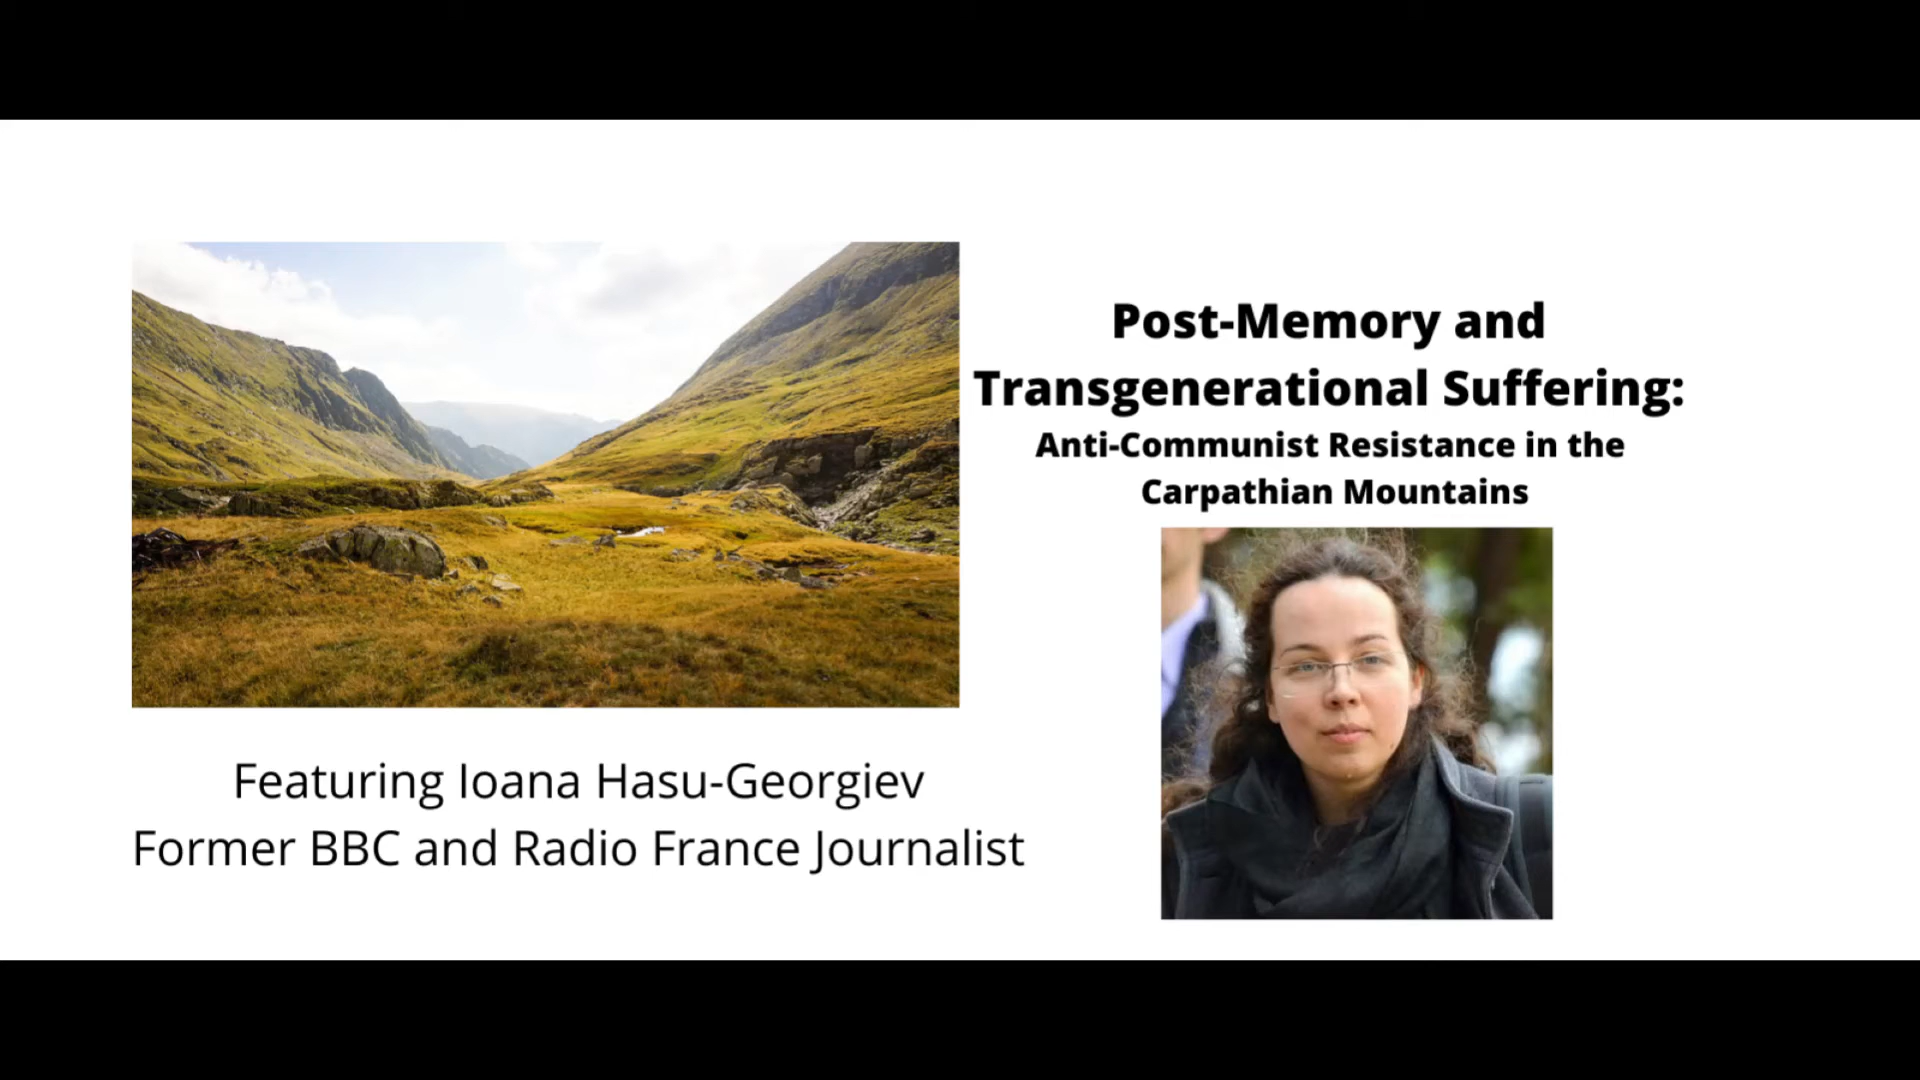 Post-Memory and
Transgenerational Suffering:
Anti-Communist Resistance in the
Carpathian Mountains
Featuring Ioana Hasu-Georgiev
Former BBC and Radio France Journalist